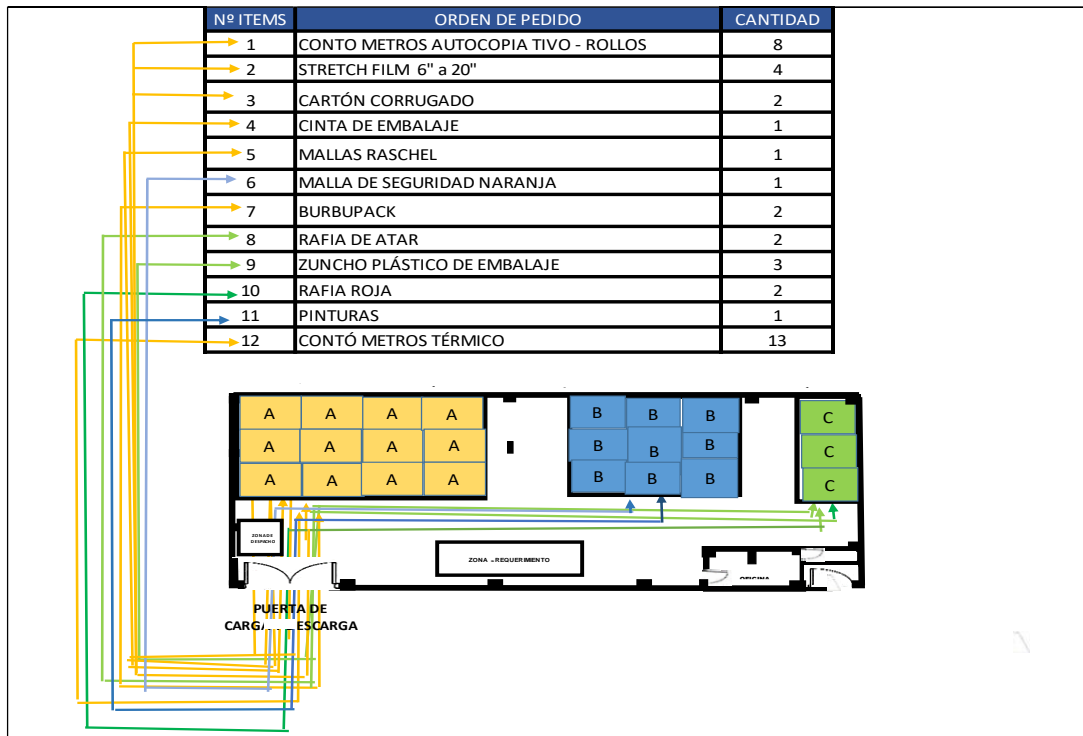 Nº ITEMS ORDEN DE PEDIDO CANTIDAD
1 CONTO METROS AUTOCOPIA TIVO - ROLLOS 8
2 STRETCH FILM 6" a 20" 4
3 CARTÓN CORRUGADO 2
4 CINTA DE EMBALAJE 1
5 MALLAS RASCHEL 1
6 MALLA DE SEGURIDAD NARANJA 1
7 BURBUPACK 2
8 RAFIA DE ATAR 2
9 ZUNCHO PLÁSTICO DE EMBALAJE 3
10 RAFIA ROJA 2
11 PINTURAS 1
12 CONTÓ METROS TÉRMICO 13
A A A A B B B C
A A A A B B B C
A A A A B B B C
ZONA DE
DESPACHO
ZONA - REQUERIMIENTO
OFICINA
PUERTA DE
CARGA ESCARGA